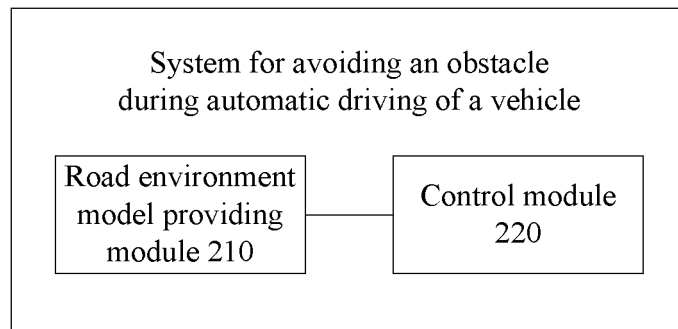 System for avoiding an obstacle
during automatic driving of a vehicle
Road environment
model providing
module 210
Control module
220